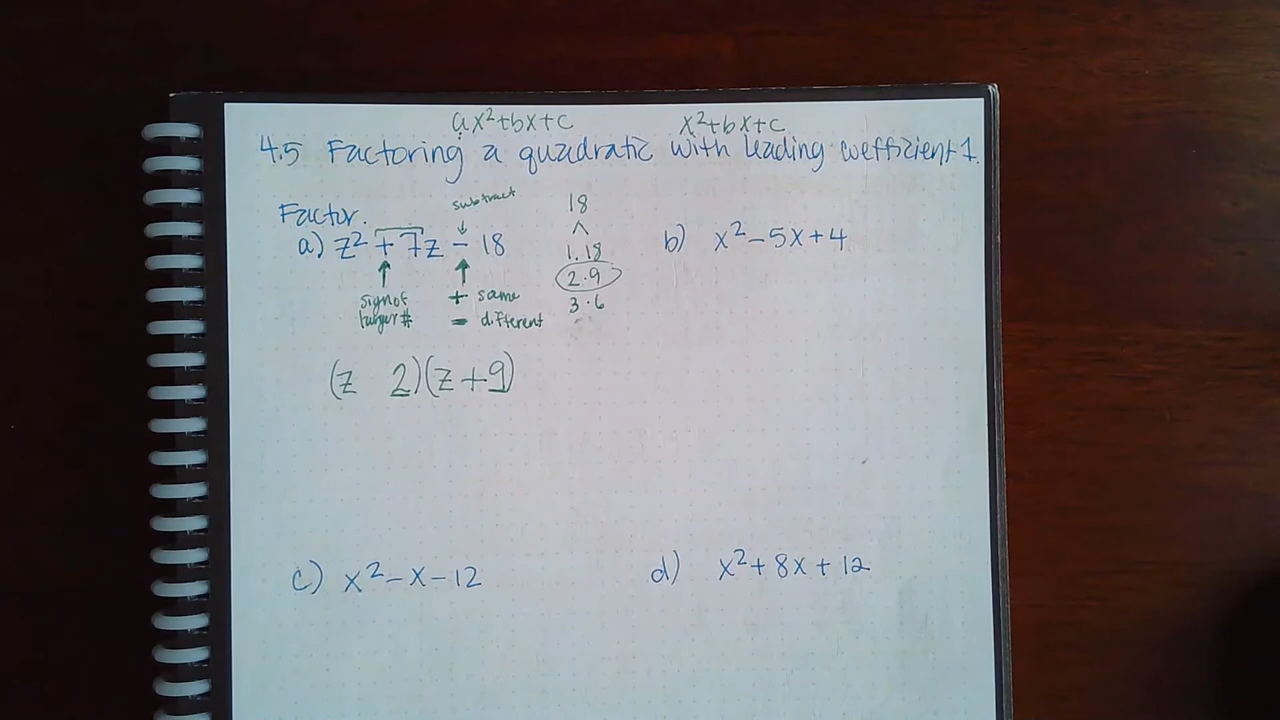 ax²+bx+c x²+bx+c
4.5 Factoring a quadratic with leading coefficient 1.
Factor.
subtract
a) z² + 7z - 18
sign of larger #
+ same
- different
18
1.18
2.9
3.6
(z 2)(z+9)
b) x²-5x+4
c) x²-x-12
d) x²+8x+12